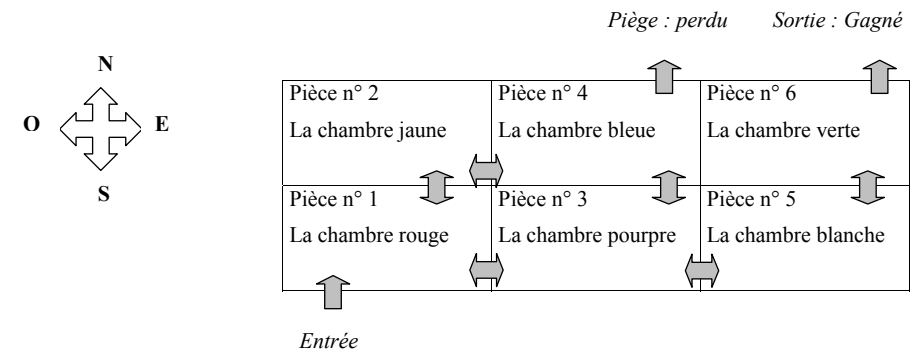 Piège : perdu Sortie : Gagné
N
O E
S
Pièce n° 2 Pièce n° 4 Pièce n° 6
La chambre jaune La chambre bleue La chambre verte
Pièce n° 1 Pièce n° 3 Pièce n° 5
La chambre rouge La chambre pourpre La chambre blanche
Entrée